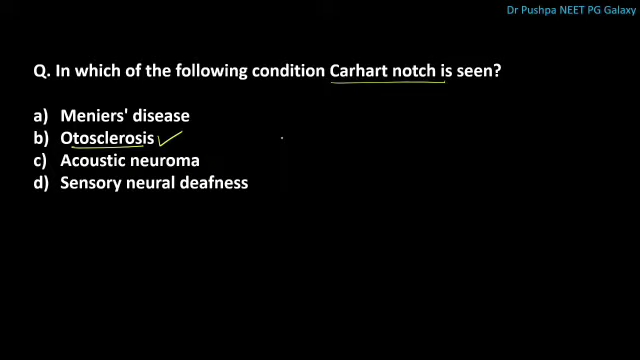 Dr Pushpa NEET PG Galaxy
Q. In which of the following condition Carhart notch is seen?
a) Meniers' disease
b) Otosclerosis
c) Acoustic neuroma
d) Sensory neural deafness